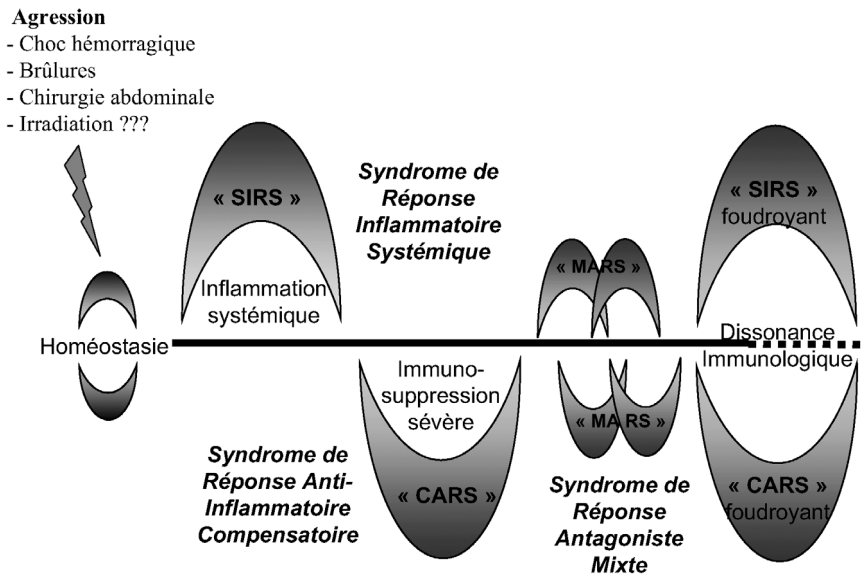 Agression
- Choc hémorragique
- Brûlures
- Chirurgie abdominale
- Irradiation ???
« SIRS »
Inflammation
systémique
Syndrome de
Réponse
Inflammatoire
Systémique
« MARS »
« SIRS »
foudroyant
Homéostasie
Dissonance
Immunologique
Immuno-
suppression
sévère
« CARS »
Syndrome de
Réponse Anti-
Inflammatoire
Compensatoire
« MARS »
Syndrome de
Réponse
Antagoniste
Mixte
« CARS »
foudroyant